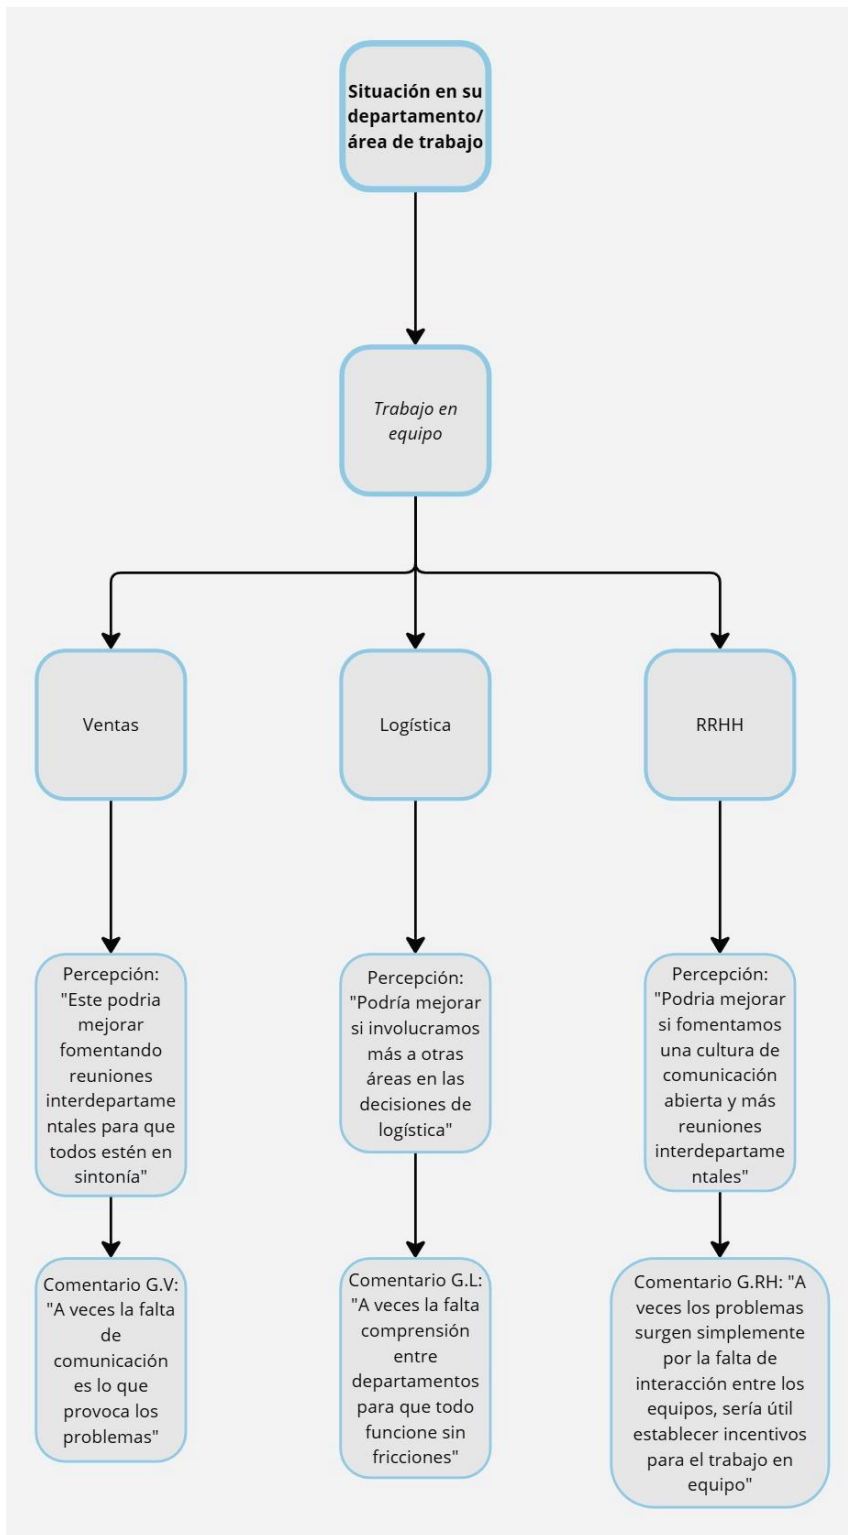 Situación en su
departamento/
área de trabajo
Trabajo en
equipo
Ventas
Logística
RRHH
Percepción:
"Este podria
mejorar
fomentando
reuniones
interdepartame
ntales para que
todos estén en
sintonía"
Percepción:
"Podría mejorar
si involucramos
más a otras
áreas en las
decisiones de
logística"
Percepción:
"Podria mejorar
si fomentamos
una cultura de
comunicación
abierta y más
reuniones
interdepartame
ntales"
Comentario G.V:
"A veces la falta
de
comunicación
es lo que
provoca los
problemas"
Comentario G.L:
"A veces la falta
comprensión
entre
departamentos
para que todo
funcione sin
fricciones"
Comentario G.RH: "A
veces los problemas
surgen simplemente
por la falta de
interacción entre los
equipos, sería útil
establecer incentivos
para el trabajo en
equipo"